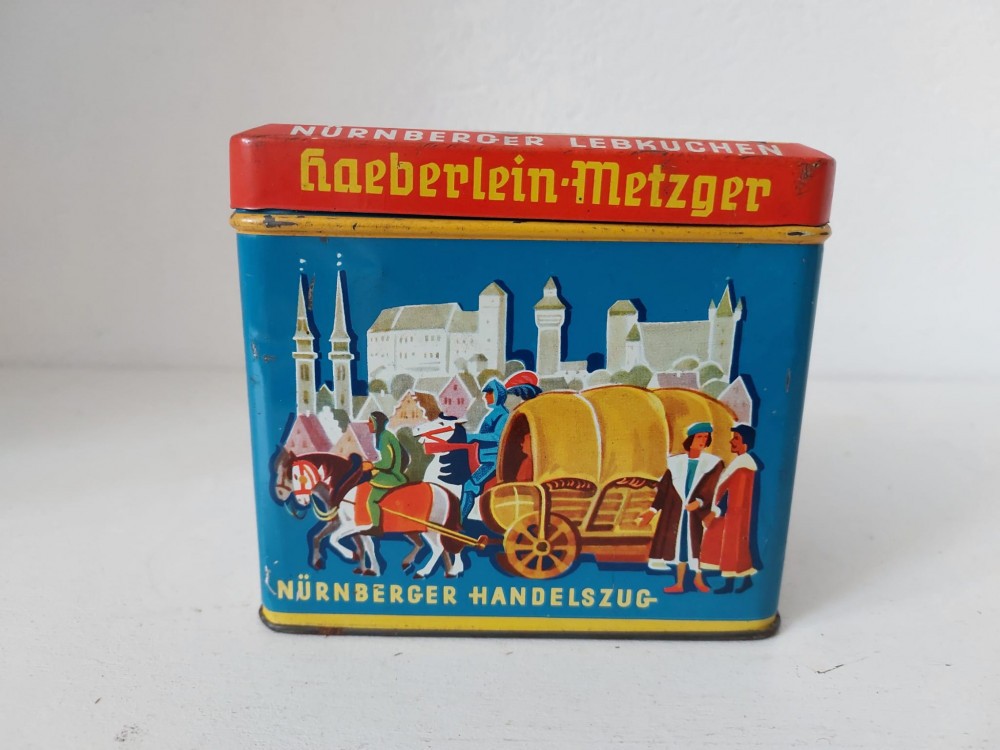 NÜRNBERGER LEBKUCHEN
Haeberlein-Metzger
NÜRNBERGER HANDELSZUG